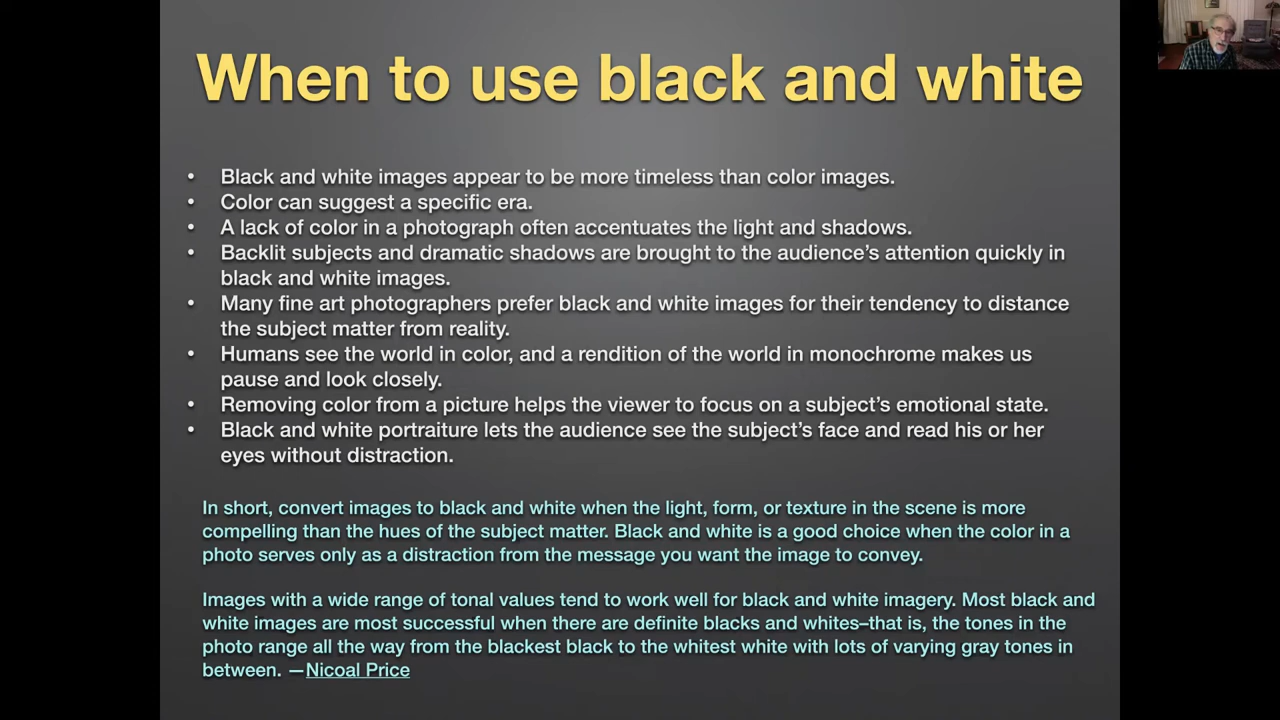 When to use black and white
• Black and white images appear to be more timeless than color images.
• Color can suggest a specific era.
• A lack of color in a photograph often accentuates the light and shadows.
• Backlit subjects and dramatic shadows are brought to the audience's attention quickly in
black and white images.
• Many fine art photographers prefer black and white images for their tendency to distance
the subject matter from reality.
• Humans see the world in color, and a rendition of the world in monochrome makes us
pause and look closely.
• Removing color from a picture helps the viewer to focus on a subject's emotional state.
• Black and white portraiture lets the audience see the subject's face and read his or her
eyes without distraction.
In short, convert images to black and white when the light, form, or texture in the scene is more
compelling than the hues of the subject matter. Black and white is a good choice when the color in a
photo serves only as a distraction from the message you want the image to convey.
Images with a wide range of tonal values tend to work well for black and white imagery. Most black and
white images are most successful when there are definite blacks and whites–that is, the tones in the
photo range all the way from the blackest black to the whitest white with lots of varying gray tones in
between. —Nicoal Price